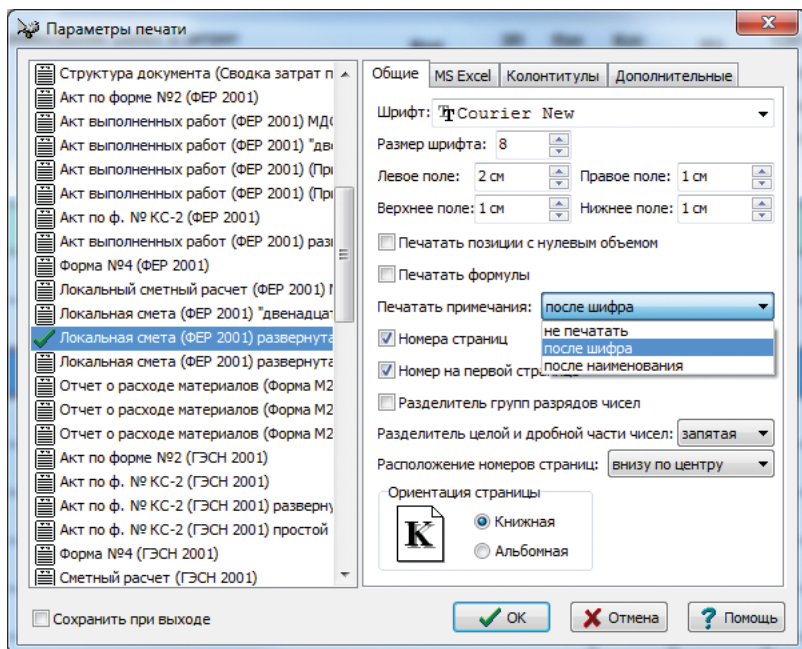 Параметры печати
Структура документа (Сводка затрат п
Акт по форме №2 (ФЕР 2001)
Акт выполненных работ (ФЕР 2001) МД
Акт выполненных работ (ФЕР 2001) "дв
Акт выполненных работ (ФЕР 2001) (Пр
Акт выполненных работ (ФЕР 2001) (Пр
Акт по ф. № КС-2 (ФЕР 2001)
Акт выполненных работ (ФЕР 2001) раз
Форма №4 (ФЕР 2001)
Локальный сметный расчет (ФЕР 2001)
Локальная смета (ФЕР 2001) "двенадцат
Локальная смета (ФЕР 2001) развернута
Локальная смета (ФЕР 2001) развернута
Отчет о расходе материалов (Форма М2
Отчет о расходе материалов (Форма М2
Отчет о расходе материалов (Форма М2
Акт по форме №2 (ГЭСН 2001)
Акт по ф. № КС-2 (ГЭСН 2001)
Акт по ф. № КС-2 (ГЭСН 2001) разверну
Акт по ф. № КС-2 (ГЭСН 2001) простой
Форма №4 (ГЭСН 2001)
Сметный расчет (ГЭСН 2001)
Общие MS Excel Колонтитулы Дополнительные
Шрифт: Courier New
Размер шрифта: 8
Левое поле: 2 см Правое поле: 1 см
Верхнее поле: 1 см Нижнее поле: 1 см
Печатать позиции с нулевым объемом
Печатать формулы
Печатать примечания: после шифра
не печатать
Номера страниц после шифра
Номер на первой стр после наименования
Разделитель групп разрядов чисел
Разделитель целой и дробной части чисел: запятая
Расположение номеров страниц: внизу по центру
Ориентация страницы
K
Книжная
Альбомная
Сохранить при выходе
OK Отмена Помощь